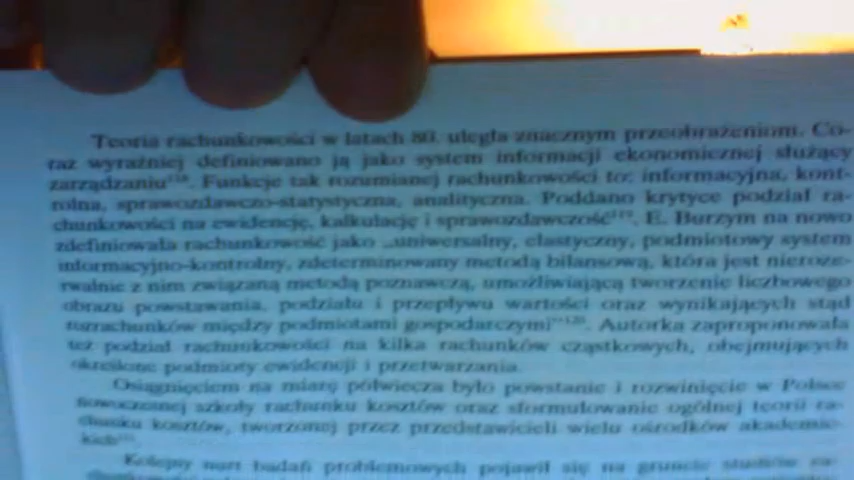 Teoria rachunkowości w latach 80. uległa znacznym przeobrażeniom. Co-
raz wyraźniej definiowano ją jako system informacji ekonomicznej służący
zarządzaniu¹¹⁸. Funkcje tak rozumianej rachunkowości to: informacyjna, kont-
rolna, sprawozdawczo-statystyczna, analityczna. Poddano krytyce podział ra-
chunkowości na ewidencję, kalkulację i sprawozdawczość¹¹⁹. E. Burzym na nowo
zdefiniowała rachunkowość jako „uniwersalny, elastyczny, podmiotowy system
informacyjno-kontrolny, zdeterminowany metodą bilansową, która jest nieroze-
rwalnie z nim związaną metodą poznawczą, umożliwiającą tworzenie liczbowego
obrazu powstawania, podziału i przepływu wartości oraz wynikających stąd
rozrachunków między podmiotami gospodarczymi”¹²⁰. Autorka zaproponowała
też podział rachunkowości na kilka rachunków cząstkowych, obejmujących
określone podmioty ewidencji i przetwarzania.
Osiągnięciem na miarę półwiecza było powstanie i rozwinięcie w Polsce
nowoczesnej szkoły rachunku kosztów oraz sformułowanie ogólnej teorii ra-
chunku kosztów, tworzonej przez przedstawicieli wielu ośrodków akademic-
kich
Kolejny nurt badań problemowych pojawił się na gruncie studiów